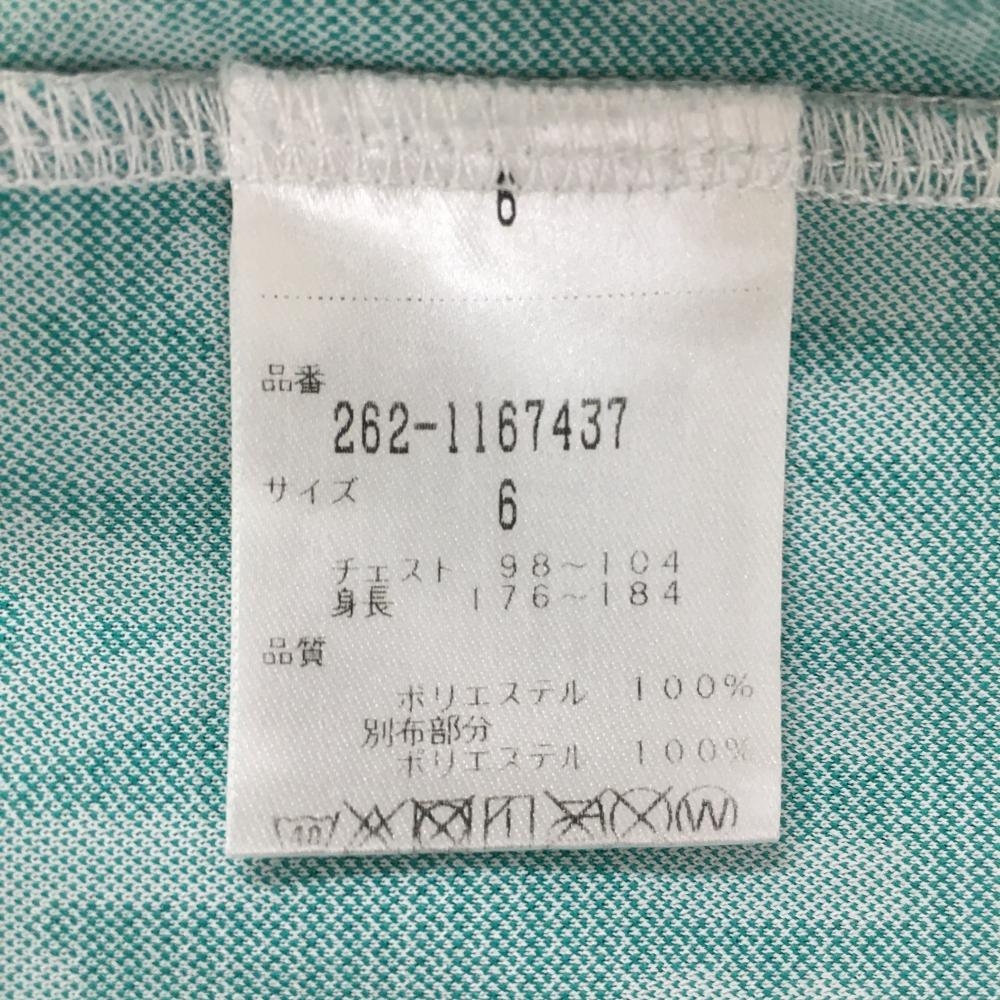 6
品番
262-1167437
サイズ
6
チェスト 98～104
身長 176～184
品質
ポリエステル 100%
別布部分
ポリエステル 100%
40 W